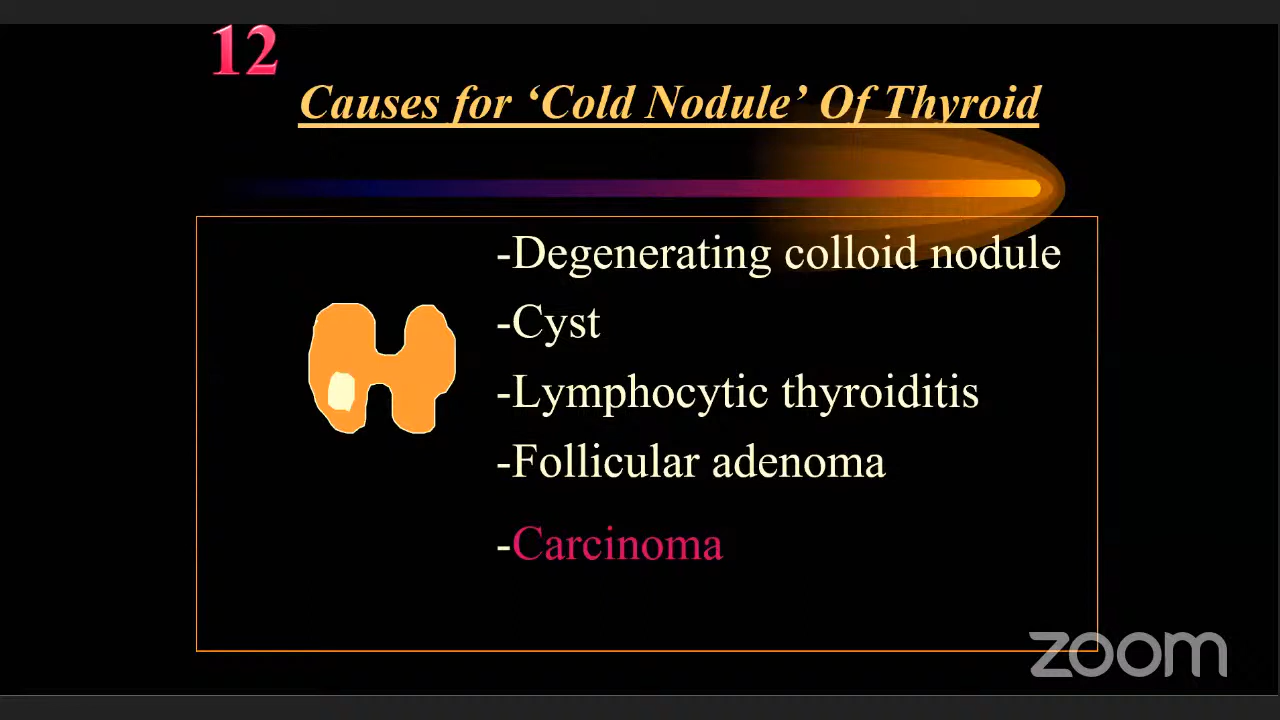 12
Causes for ‘Cold Nodule’ Of Thyroid
-Degenerating colloid nodule
-Cyst
-Lymphocytic thyroiditis
-Follicular adenoma
-Carcinoma
zoom